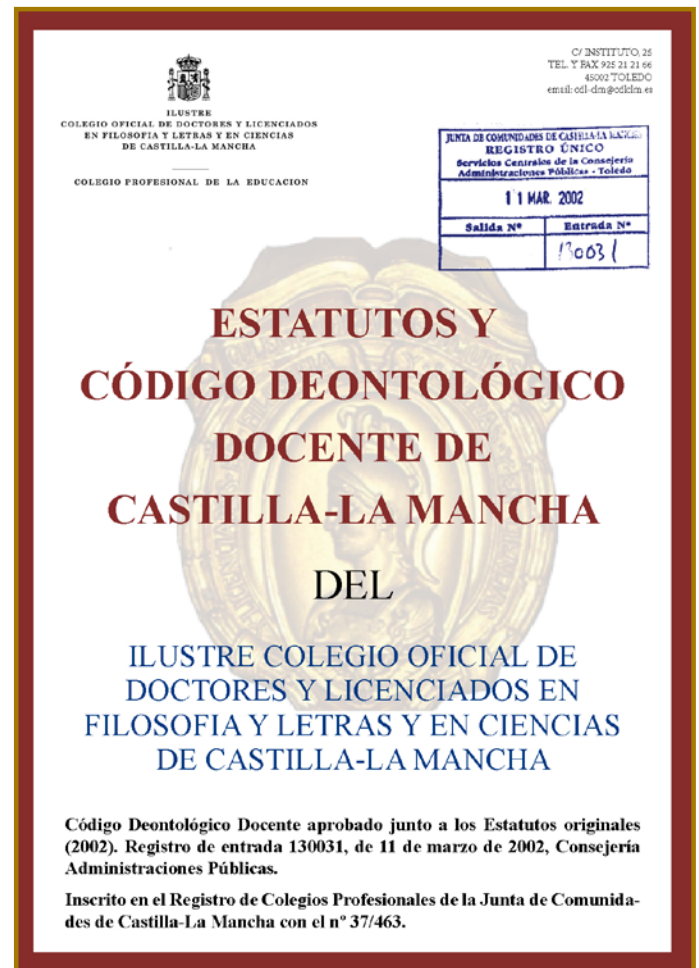 C/ INSTITUTO, 25
TEL. Y FAX 925 21 21 66
45002 TOLEDO
email: cdl-clm@cdlclm.es
ILUSTRE
COLEGIO OFICIAL DE DOCTORES Y LICENCIADOS
EN FILOSOFIA Y LETRAS Y EN CIENCIAS
DE CASTILLA-LA MANCHA
COLEGIO PROFESIONAL DE LA EDUCACION
JUNTA DE COMUNIDADES DE CASTILLA-LA MANCHA
REGISTRO ÚNICO
Servicios Centrales de la Consejería
Administraciones Públicas - Toledo
11 MAR. 2002
Salida Nº Entrada Nº
130031
ESTATUTOS Y
CÓDIGO DEONTOLÓGICO
DOCENTE DE
CASTILLA-LA MANCHA
DEL
ILUSTRE COLEGIO OFICIAL DE
DOCTORES Y LICENCIADOS EN
FILOSOFIA Y LETRAS Y EN CIENCIAS
DE CASTILLA-LA MANCHA
Código Deontológico Docente aprobado junto a los Estatutos originales
(2002). Registro de entrada 130031, de 11 de marzo de 2002, Consejería
Administraciones Públicas.
Inscrito en el Registro de Colegios Profesionales de la Junta de Comunida-
des de Castilla-La Mancha con el nº 37/463.